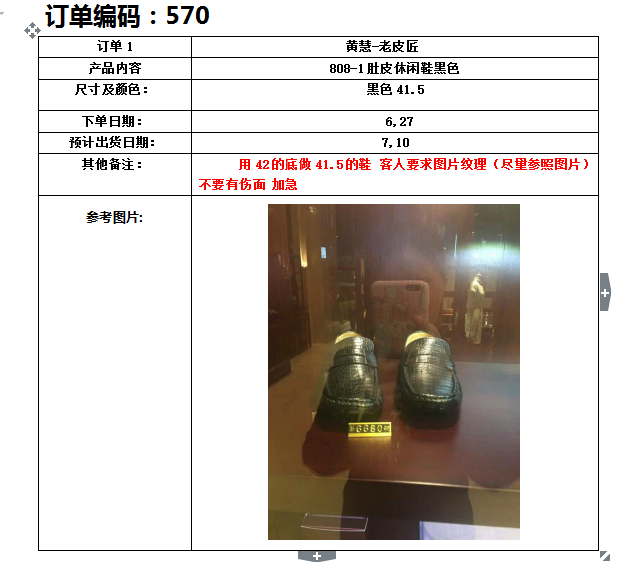 订单编码：570
订单 1
黄慧-老皮匠
产品内容
808-1 肚皮休闲鞋黑色
尺寸及颜色：
黑色 41.5
下单日期：
6,27
预计出货日期：
7,10
其他备注：
用 42 的底做 41.5 的鞋 客人要求图片纹理（尽量参照图片）
不要有伤面 加急
参考图片:
6680